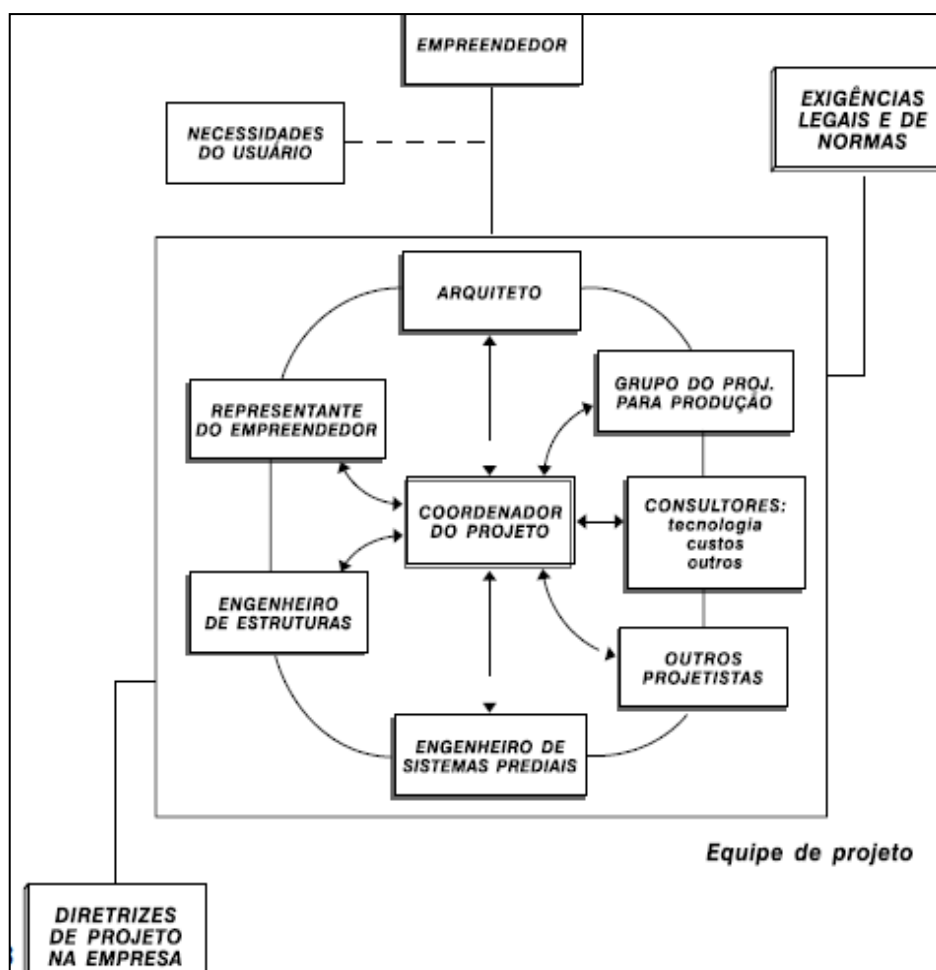 EMPREENDEDOR
EXIGÊNCIAS
LEGAIS E DE
NORMAS
NECESSIDADES
DO USUÁRIO
ARQUITETO
GRUPO DO PROJ.
PARA PRODUÇÃO
REPRESENTANTE
DO EMPREENDEDOR
COORDENADOR
DO PROJETO
CONSULTORES:
tecnologia
custos
outros
ENGENHEIRO
DE ESTRUTURAS
OUTROS
PROJETISTAS
ENGENHEIRO DE
SISTEMAS PREDIAIS
Equipe de projeto
DIRETRIZES
DE PROJETO
NA EMPRESA